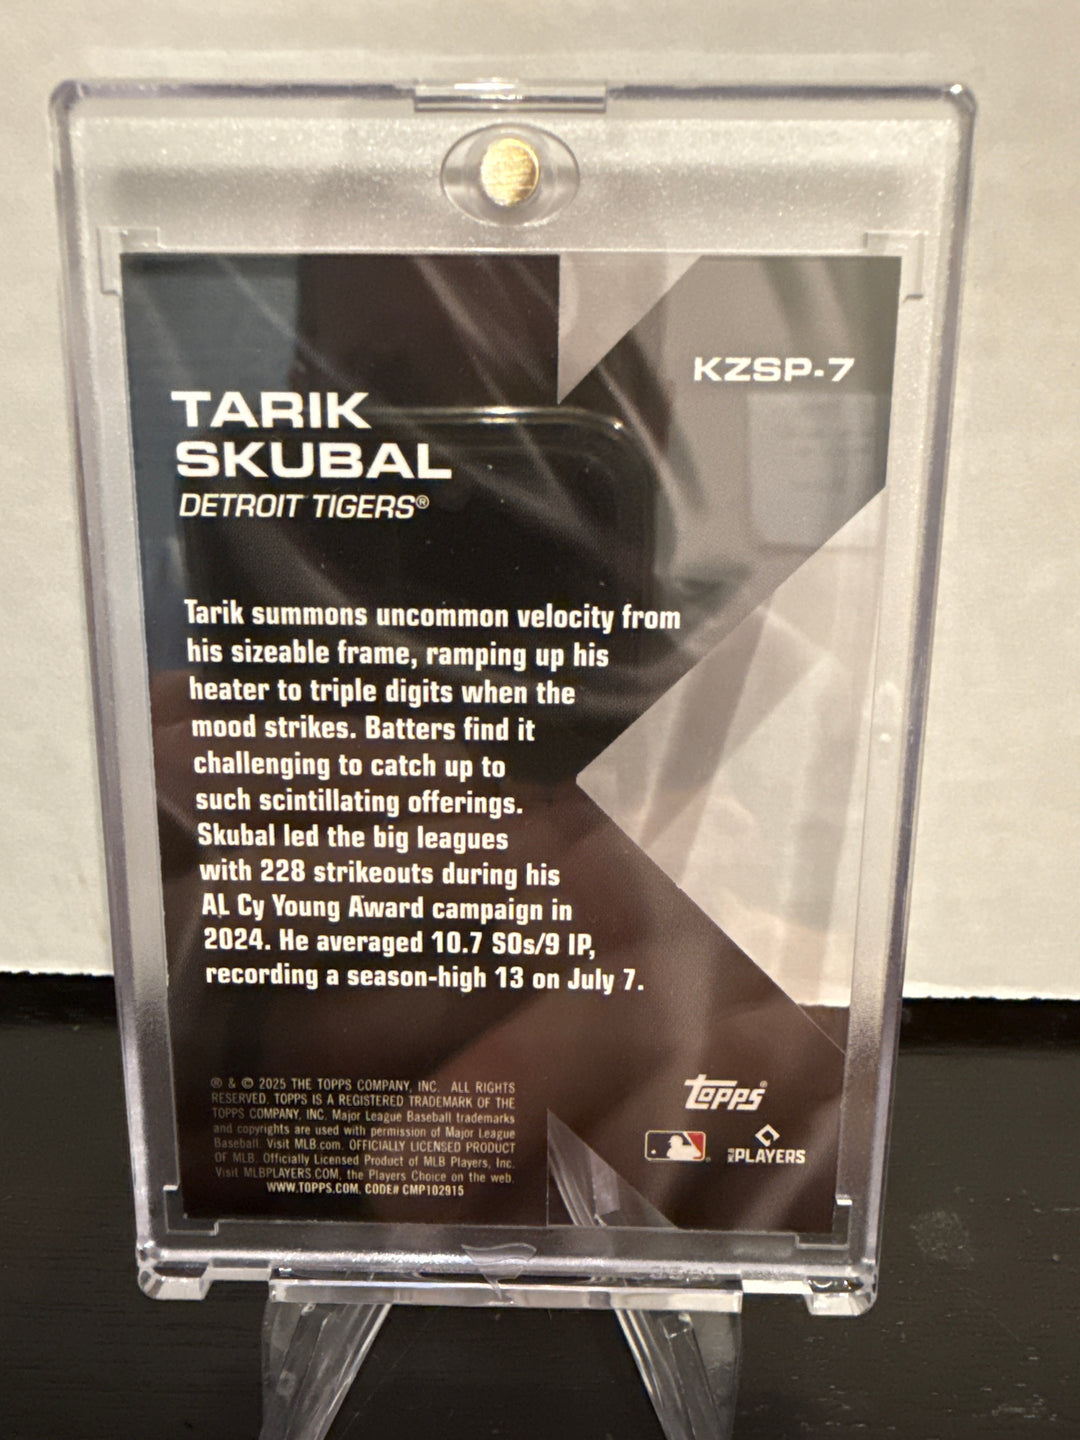 KZSP-7
TARIK
SKUBAL
DETROIT TIGERS®
Tarik summons uncommon velocity from
his sizeable frame, ramping up his
heater to triple digits when the
mood strikes. Batters find it
challenging to catch up to
such scintillating offerings.
Skubal led the big leagues
with 228 strikeouts during his
AL Cy Young Award campaign in
2024. He averaged 10.7 SOs/9 IP,
recording a season-high 13 on July 7.
® & © 2025 THE TOPPS COMPANY, INC. ALL RIGHTS
RESERVED. TOPPS IS A REGISTERED TRADEMARK OF THE
TOPPS COMPANY, INC. Major League Baseball trademarks
and copyrights are used with permission of Major League
Baseball. Visit MLB.com. OFFICIALLY LICENSED PRODUCT
OF MLB. Officially Licensed Product of MLB Players, Inc.
Visit MLBPLAYERS.COM, the Players Choice on the web.
WWW.TOPPS.COM. CODE# CMP102915
topps®
MLB PLAYERS